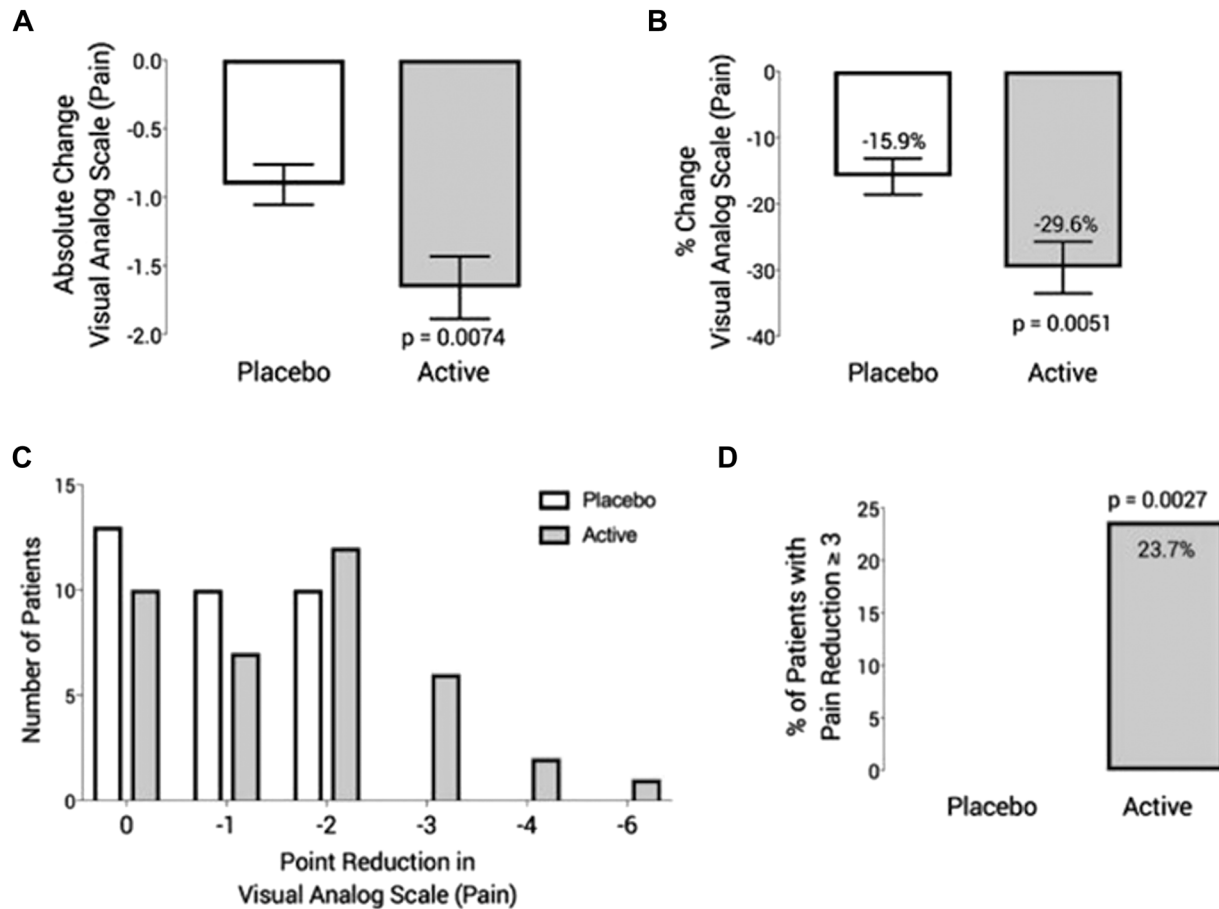 A
Absolute Change
Visual Analog Scale (Pain)
0.0
-0.5
-1.0
-1.5
-2.0
p = 0.0074
Placebo
Active
B
% Change
Visual Analog Scale (Pain)
0
-10
-20
-30
-40
-15.9%
-29.6%
p = 0.0051
Placebo
Active
C
Number of Patients
15
10
5
0
Placebo
Active
0
-1
-2
-3
-4
-6
Point Reduction in
Visual Analog Scale (Pain)
D
% of Patients with
Pain Reduction ≥ 3
25
20
15
10
5
0
p = 0.0027
23.7%
Placebo
Active